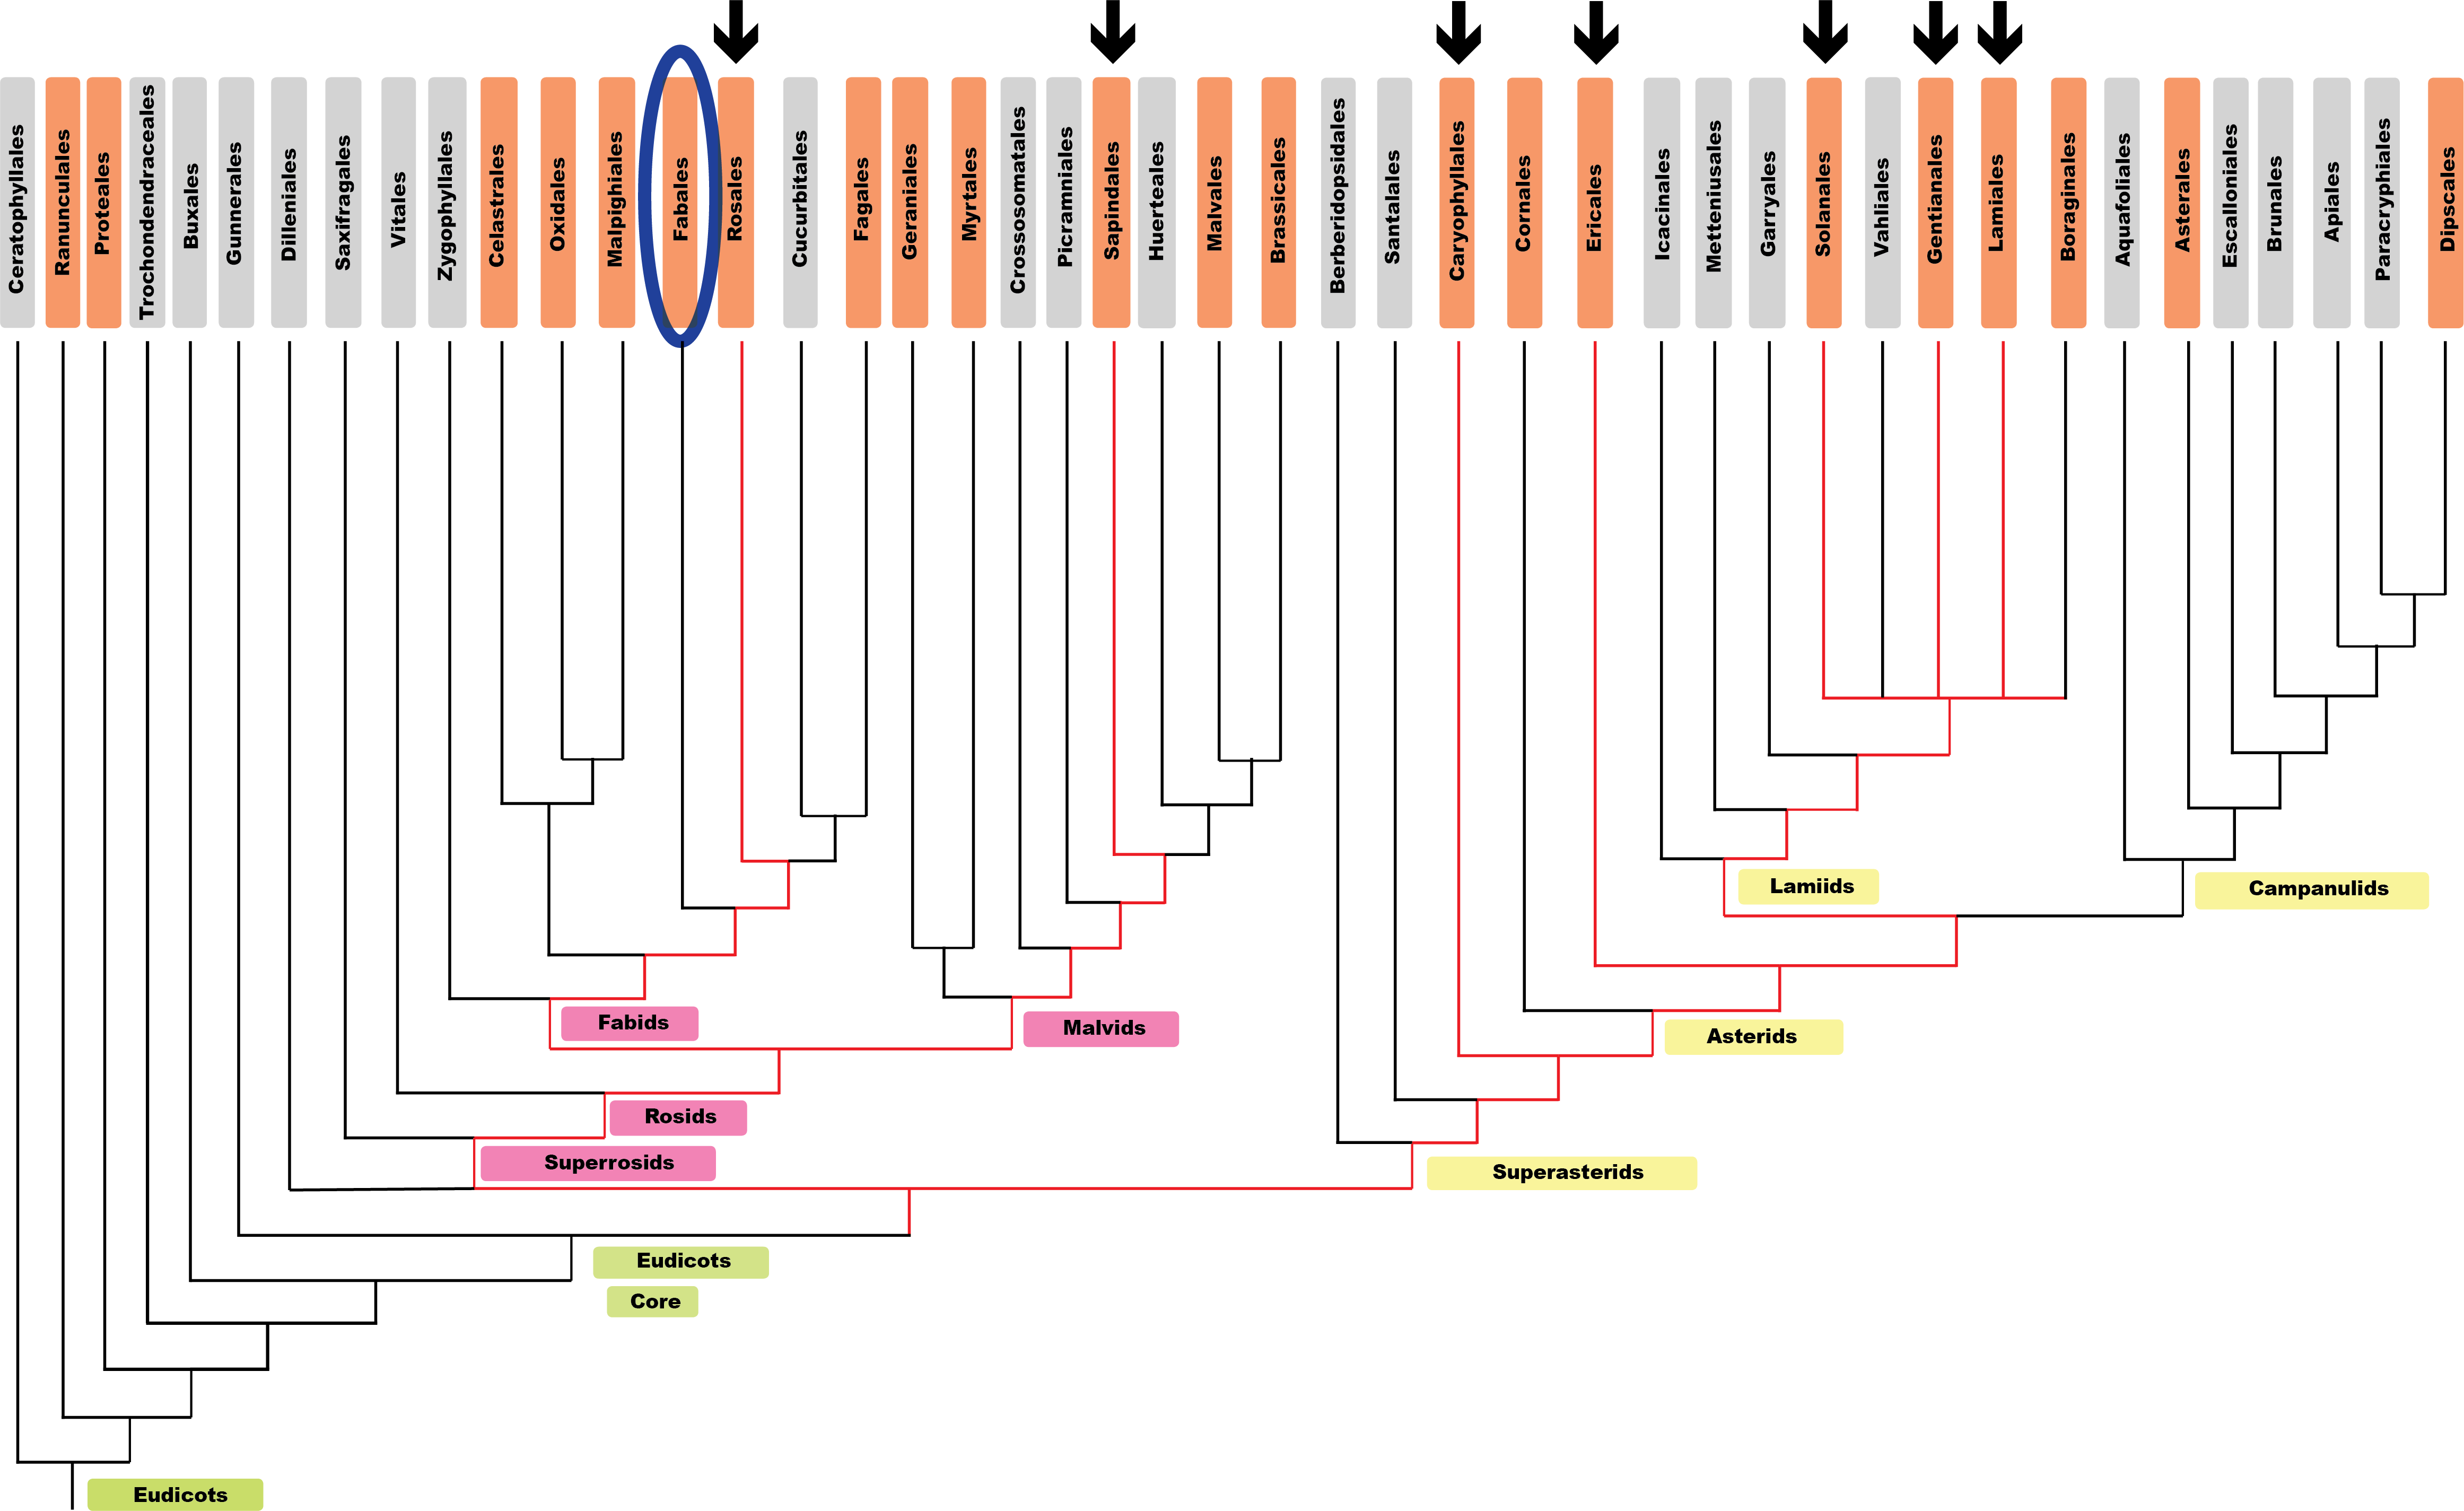 Ceratophyllales
Ranunculales
Proteales
Trochondendraceales
Buxales
Gunnerales
Dilleniales
Saxifragales
Vitales
Zygophyllales
Celastrales
Oxidales
Malpighiales
Fabales
Rosales
Cucurbitales
Fagales
Geraniales
Myrtales
Crossosomatales
Picramniales
Sapindales
Huerteales
Malvales
Brassicales
Berberidopsidales
Santalales
Caryophyllales
Cornales
Ericales
Icacinales
Metteniusales
Garryales
Solanales
Vahliales
Gentianales
Lamiales
Boraginales
Aquafoliales
Asterales
Escalloniales
Brunales
Apiales
Paracryphiales
Dipscales
Lamiids
Campanulids
Fabids
Malvids
Asterids
Rosids
Superrosids
Superasterids
Eudicots
Core
Eudicots